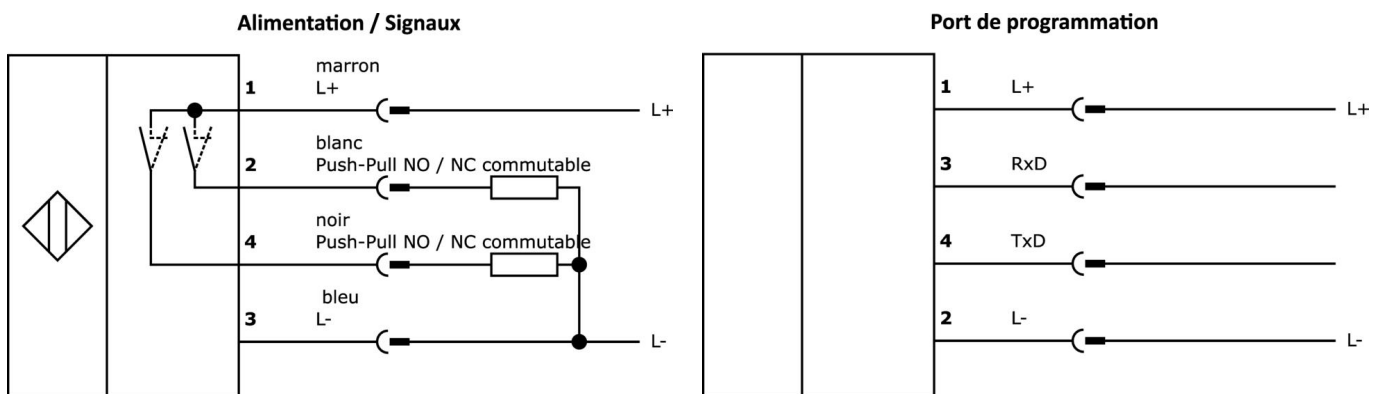 Alimentation / Signaux
marron
1 L+
L+
blanc
2 Push-Pull NO / NC commutable
noir
4 Push-Pull NO / NC commutable
bleu
3 L-
L-
Port de programmation
1 L+
L+
3 RxD
4 TxD
2 L-
L-